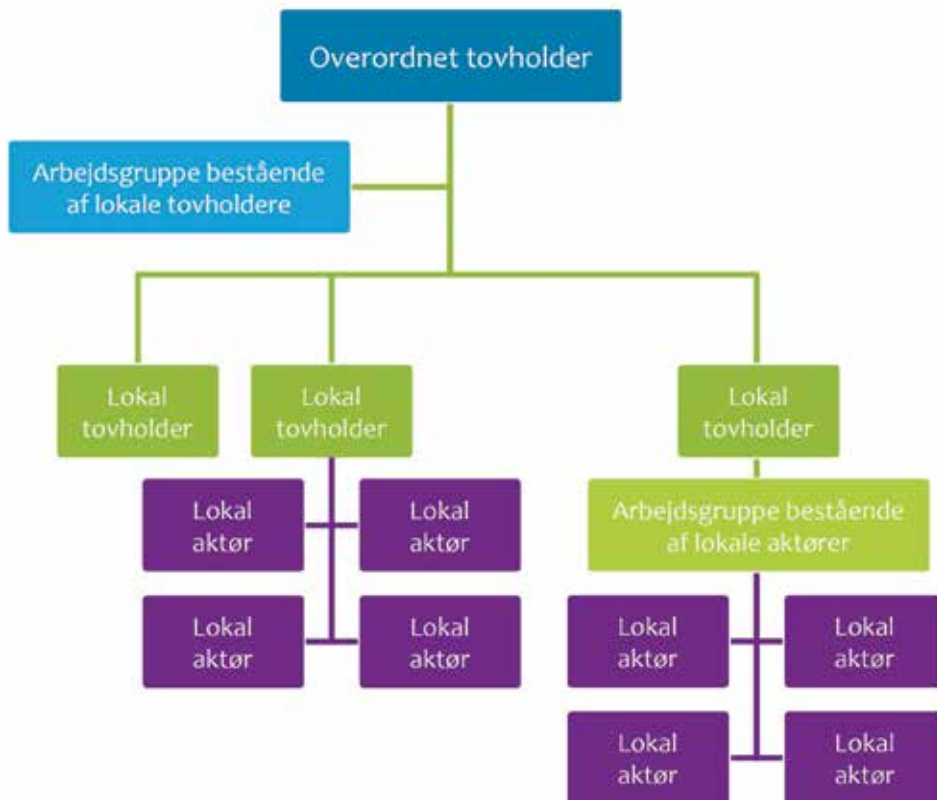 Overordnet tovholder
Arbejdsgruppe bestående
af lokale tovholdere
Lokal
tovholder
Lokal
tovholder
Lokal
tovholder
Lokal
aktør
Lokal
aktør
Lokal
aktør
Lokal
aktør
Arbejdsgruppe bestående
af lokale aktører
Lokal
aktør
Lokal
aktør
Lokal
aktør
Lokal
aktør